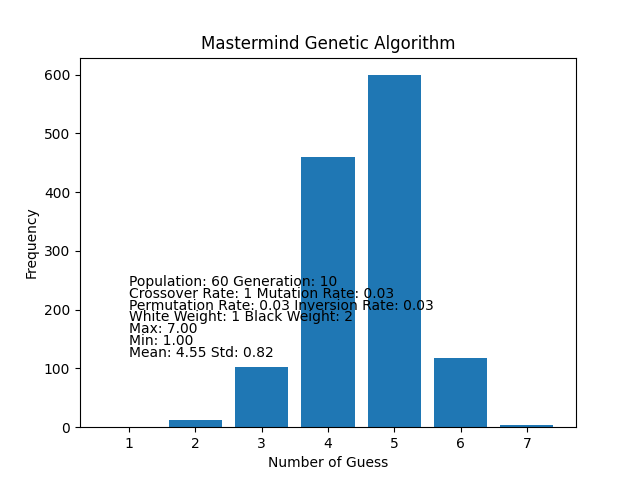 Mastermind Genetic Algorithm
600
500
400
300
200
100
0
Frequency
Population: 60 Generation: 10
Crossover Rate: 1 Mutation Rate: 0.03
Permutation Rate: 0.03 Inversion Rate: 0.03
White Weight: 1 Black Weight: 2
Max: 7.00
Min: 1.00
Mean: 4.55 Std: 0.82
1 2 3 4 5 6 7
Number of Guess